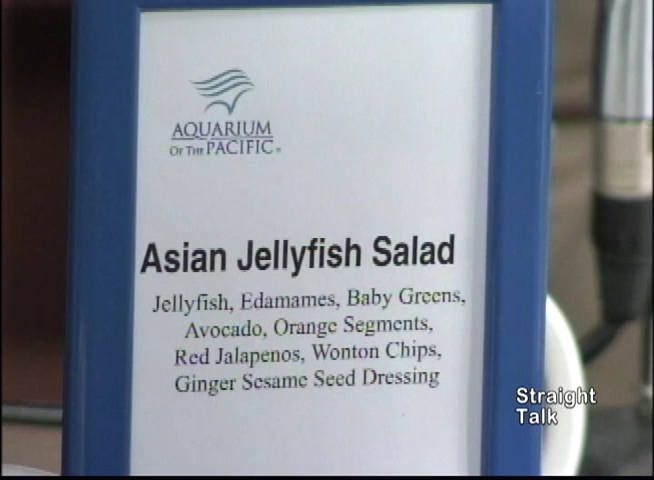 AQUARIUM
OF THE PACIFIC
Asian Jellyfish Salad
Jellyfish, Edamames, Baby Greens,
Avocado, Orange Segments,
Red Jalapenos, Wonton Chips,
Ginger Sesame Seed Dressing
Straight
Talk